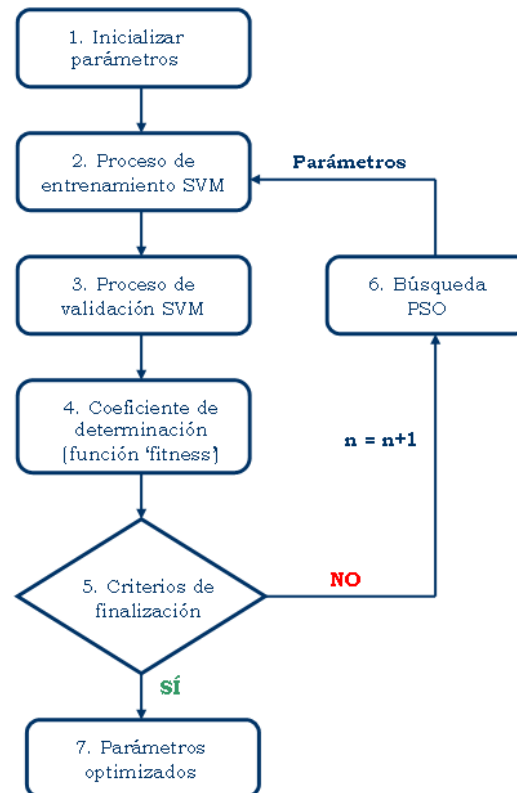 1. Inicializar
parámetros
2. Proceso de
entrenamiento SVM
Parámetros
3. Proceso de
validación SVM
6. Búsqueda
PSO
4. Coeficiente de
determinación
(función ‘fitness’)
n = n+1
5. Criterios de
finalización
NO
SÍ
7. Parámetros
optimizados